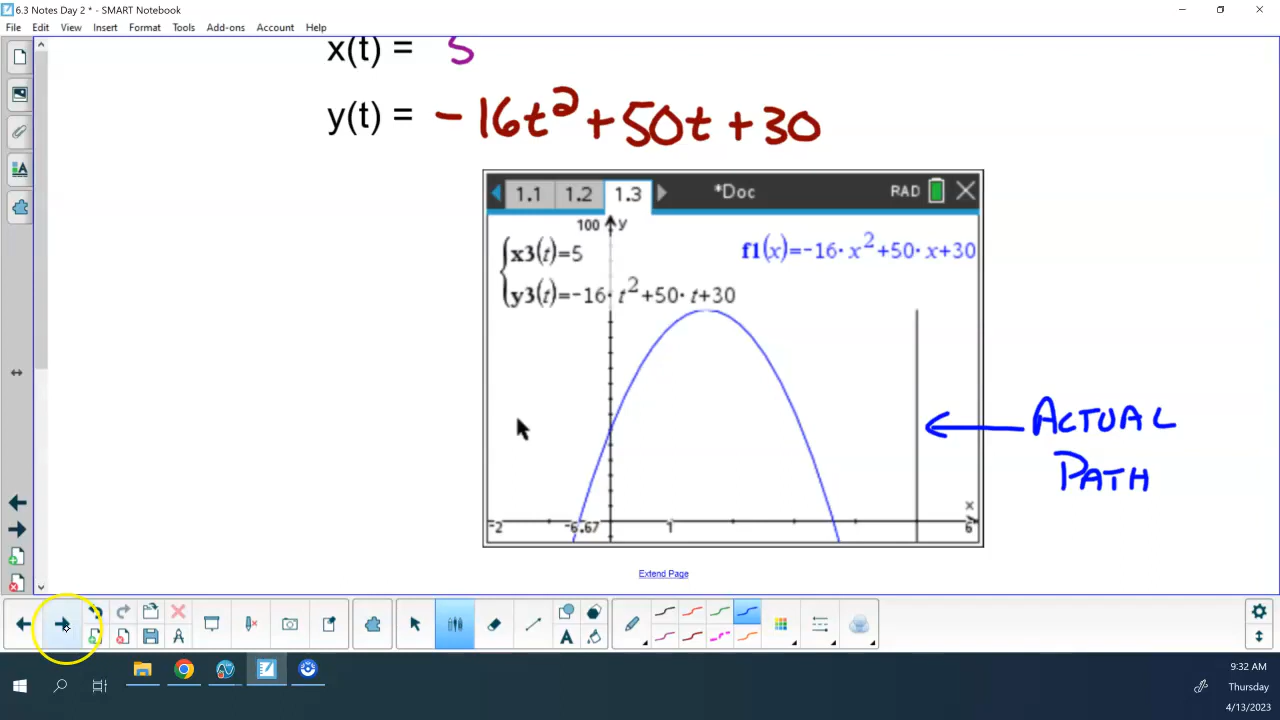 6.3 Notes Day 2 * - SMART Notebook
File Edit View Insert Format Tools Add-ons Account Help
x(t) = 5
y(t) = -16t²+50t+30
1.1 1.2 1.3 *Doc RAD
100 y
x3(t)=5
f1(x)=-16·x²+50·x+30
y3(t)=-16·t²+50·t+30
ACTUAL
PATH
x
-2 -6.67 1 6
Extend Page
9:32 AM
Thursday
4/13/2023